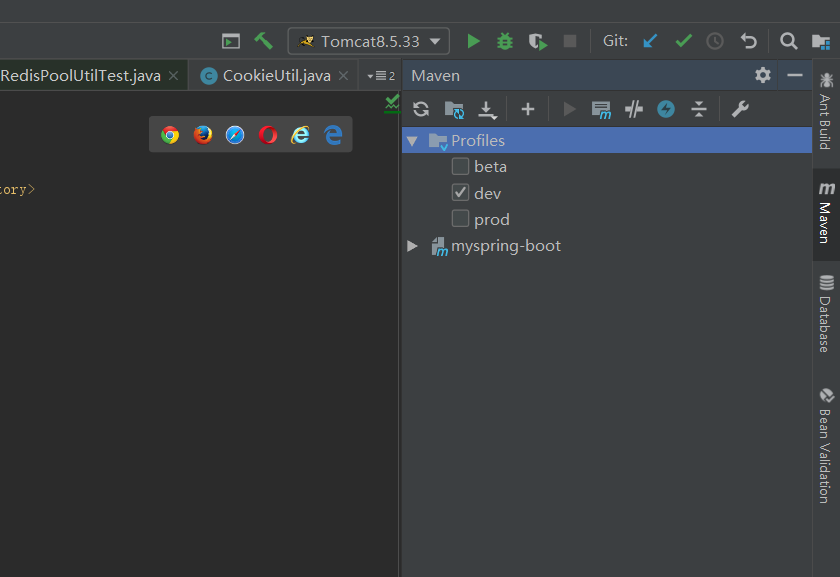 Tomcat8.5.33
Git:
RedisPoolUtilTest.java
C CookieUtil.java
2
Maven
Profiles
beta
dev
prod
myspring-boot
tory>
Ant Build
Maven
Database
Bean Validation